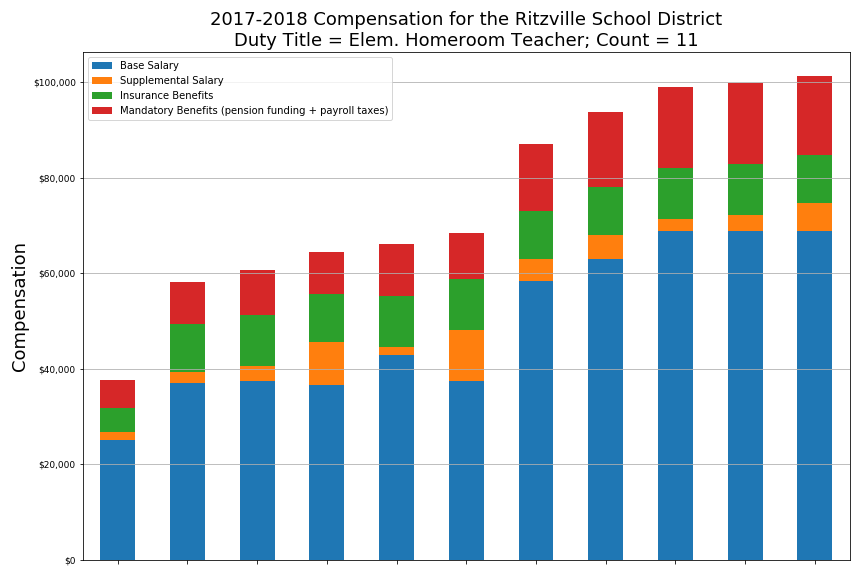 2017-2018 Compensation for the Ritzville School District
Duty Title = Elem. Homeroom Teacher; Count = 11
Base Salary
Supplemental Salary
Insurance Benefits
Mandatory Benefits (pension funding + payroll taxes)
$100,000
$80,000
$60,000
$40,000
$20,000
$0
Compensation